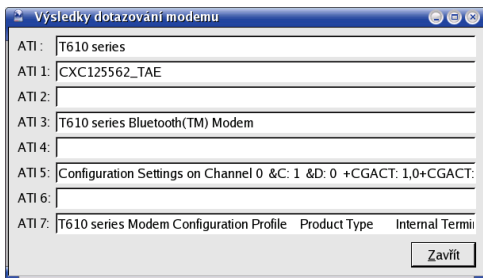 Výsledky dotazování modemu
ATI : T610 series
ATI 1: CXC125562_TAE
ATI 2:
ATI 3: T610 series Bluetooth(TM) Modem
ATI 4:
ATI 5: Configuration Settings on Channel 0 &C: 1 &D: 0 +CGACT: 1,0+CGACT:
ATI 6:
ATI 7: T610 series Modem Configuration Profile Product Type Internal Termi
Zavřít